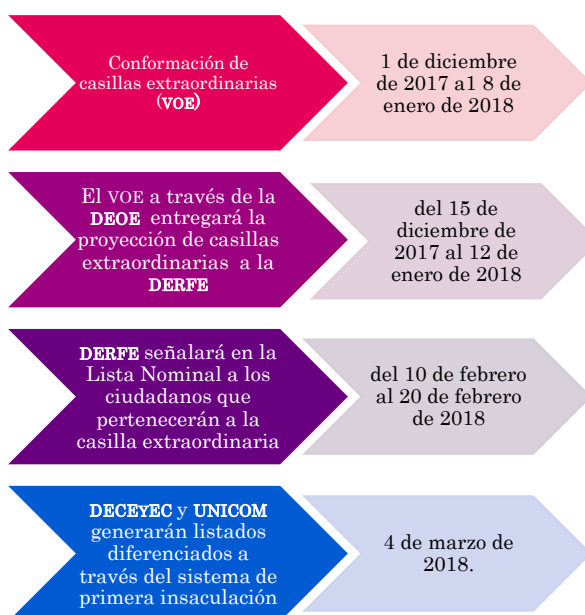 Conformación de
casillas extraordinarias
(VOE)
1 de diciembre
de 2017 a1 8 de
enero de 2018
El VOE a través de la
DEOE entregará la
proyección de casillas
extraordinarias a la
DERFE
del 15 de
diciembre de
2017 al 12 de
enero de 2018
DERFE señalará en la
Lista Nominal a los
ciudadanos que
pertenecerán a la
casilla extraordinaria
del 10 de febrero
al 20 de febrero
de 2018
DECEyEC y UNICOM
generarán listados
diferenciados a
través del sistema de
primera insaculación
4 de marzo de
2018.